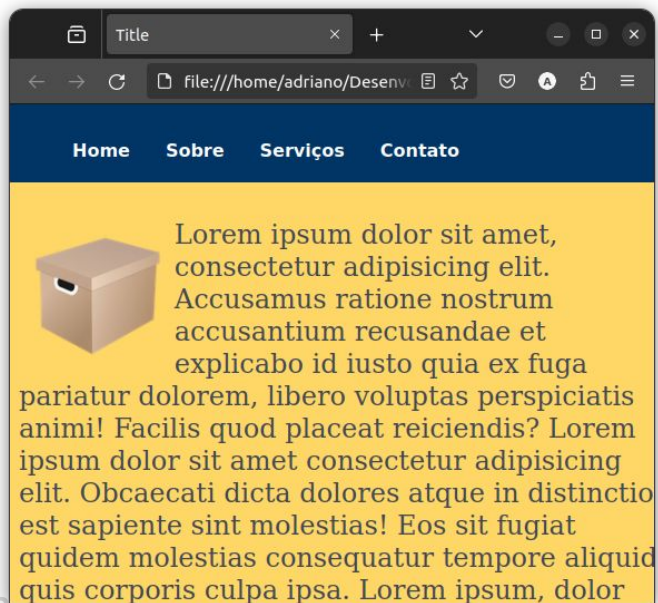 Title
file:///home/adriano/Desenv
A
Home Sobre Serviços Contato
Lorem ipsum dolor sit amet,
consectetur adipisicing elit.
Accusamus ratione nostrum
accusantium recusandae et
explicabo id iusto quia ex fuga
pariatur dolorem, libero voluptas perspiciatis
animi! Facilis quod placeat reiciendis? Lorem
ipsum dolor sit amet consectetur adipisicing
elit. Obcaecati dicta dolores atque in distinctio
est sapiente sint molestias! Eos sit fugiat
quidem molestias consequatur tempore aliquid
quis corporis culpa ipsa. Lorem ipsum, dolor